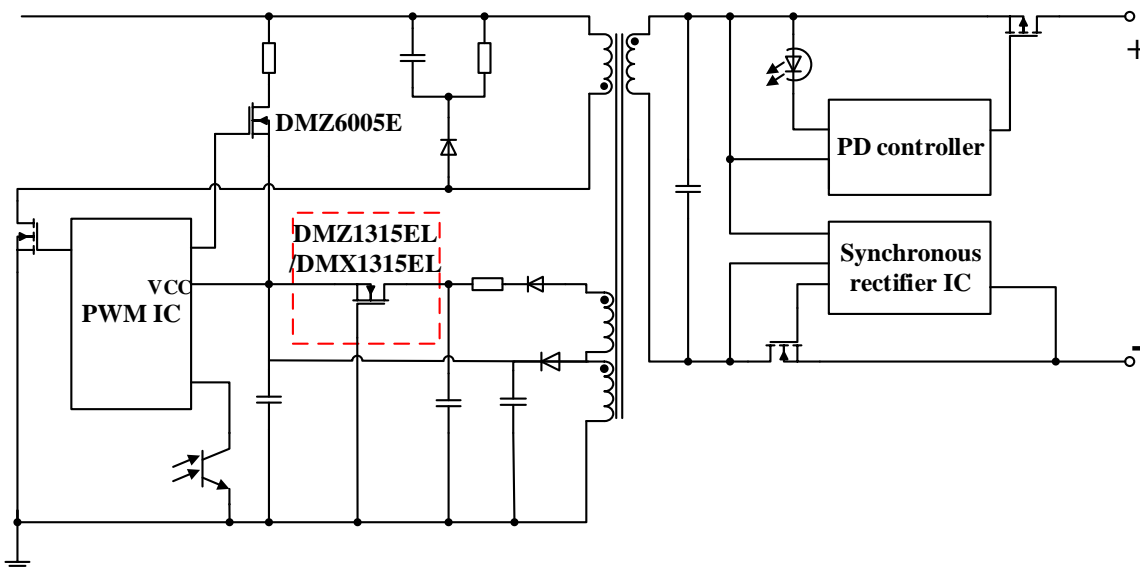 +
DMZ6005E
PD controller
DMZ1315EL
/DMX1315EL
Synchronous
rectifier IC
VCC
PWM IC
-